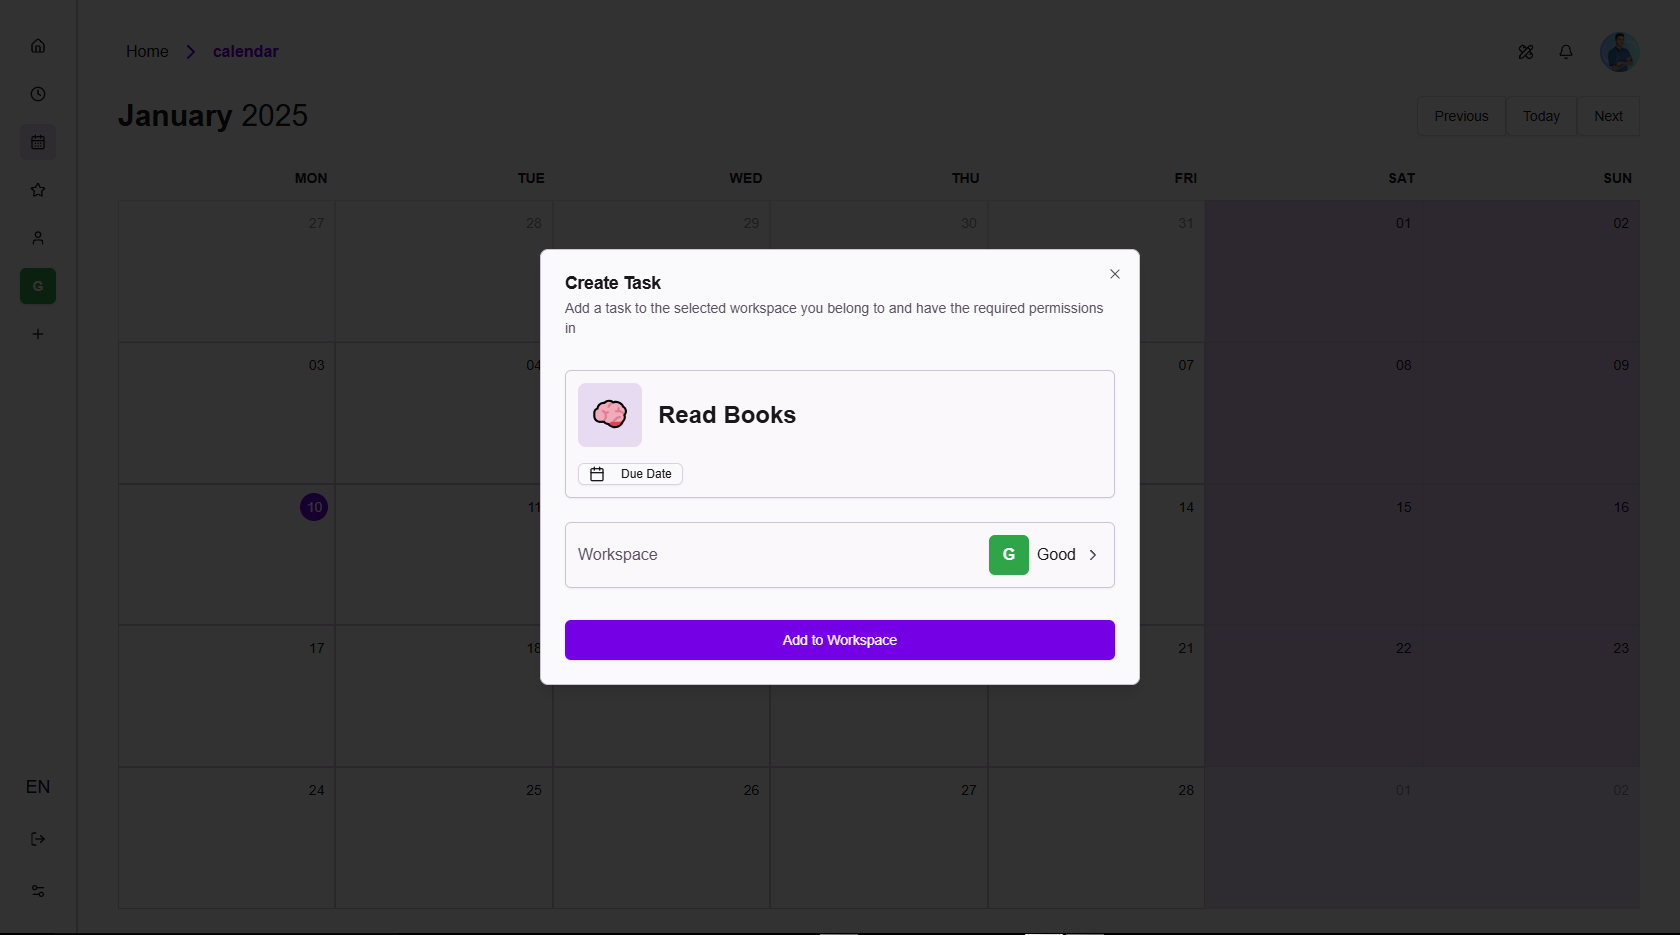 Home calendar
January 2025
Previous Today Next
MON TUE WED THU FRI SAT SUN
27 28 29 30 31 01 02
G
Create Task
Add a task to the selected workspace you belong to and have the required permissions
in
03 04 07 08 09
Read Books
Due Date
10 11 14 15 16
Workspace G Good
Add to Workspace
17 18 21 22 23
EN
24 25 26 27 28 01 02